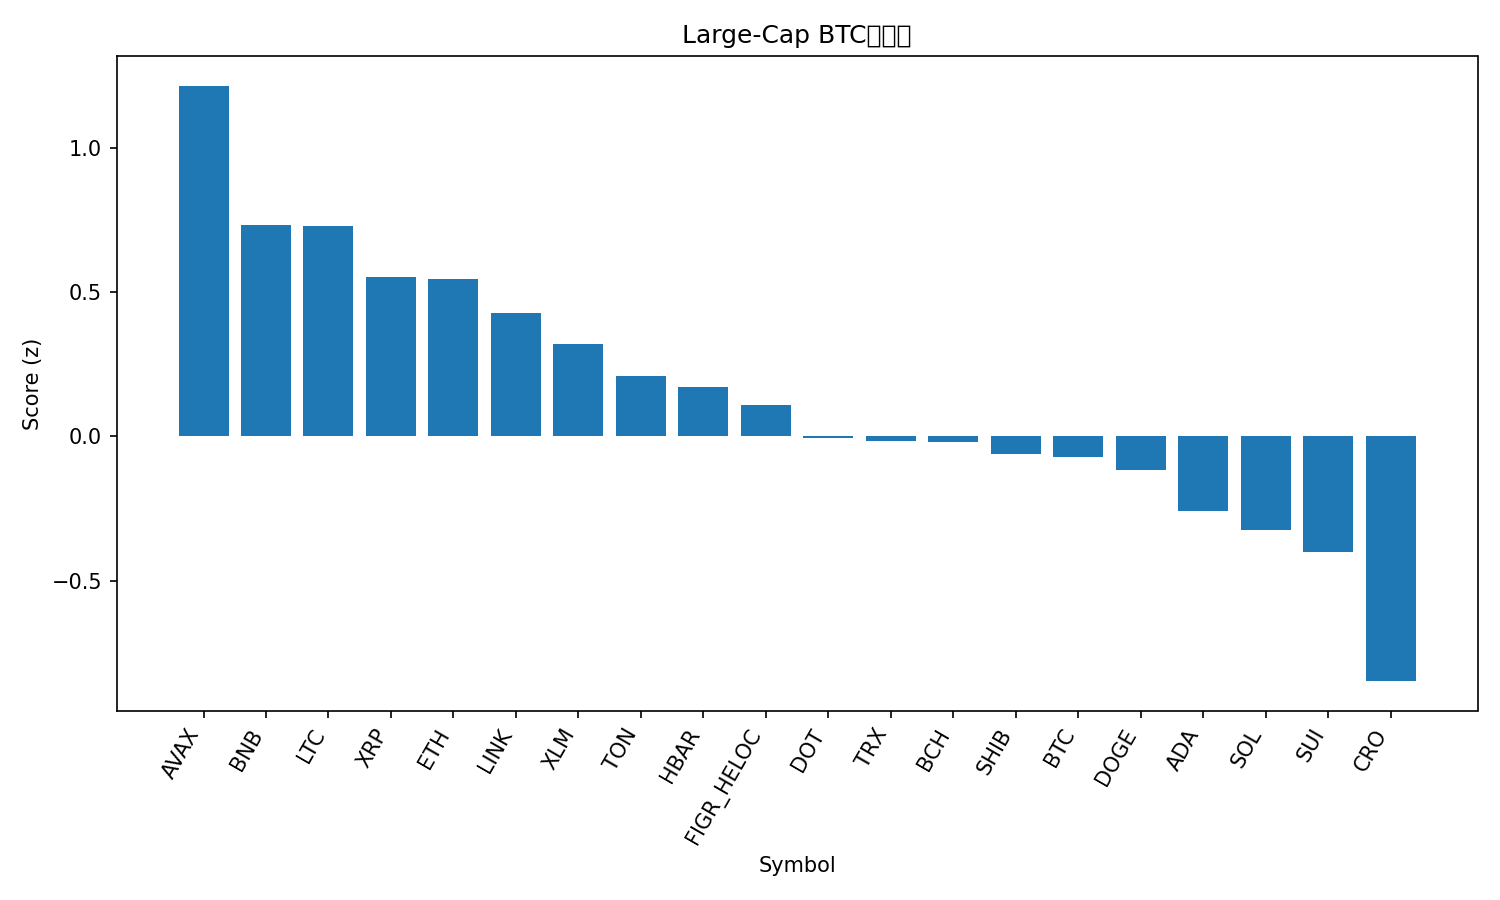 Large-Cap BTC
1.0
0.5
0.0
−0.5
Score (z)
AVAX
BNB
LTC
XRP
ETH
LINK
XLM
TON
HBAR
FIGR_HELOC
DOT
TRX
BCH
SHIB
BTC
DOGE
ADA
SOL
SUI
CRO
Symbol